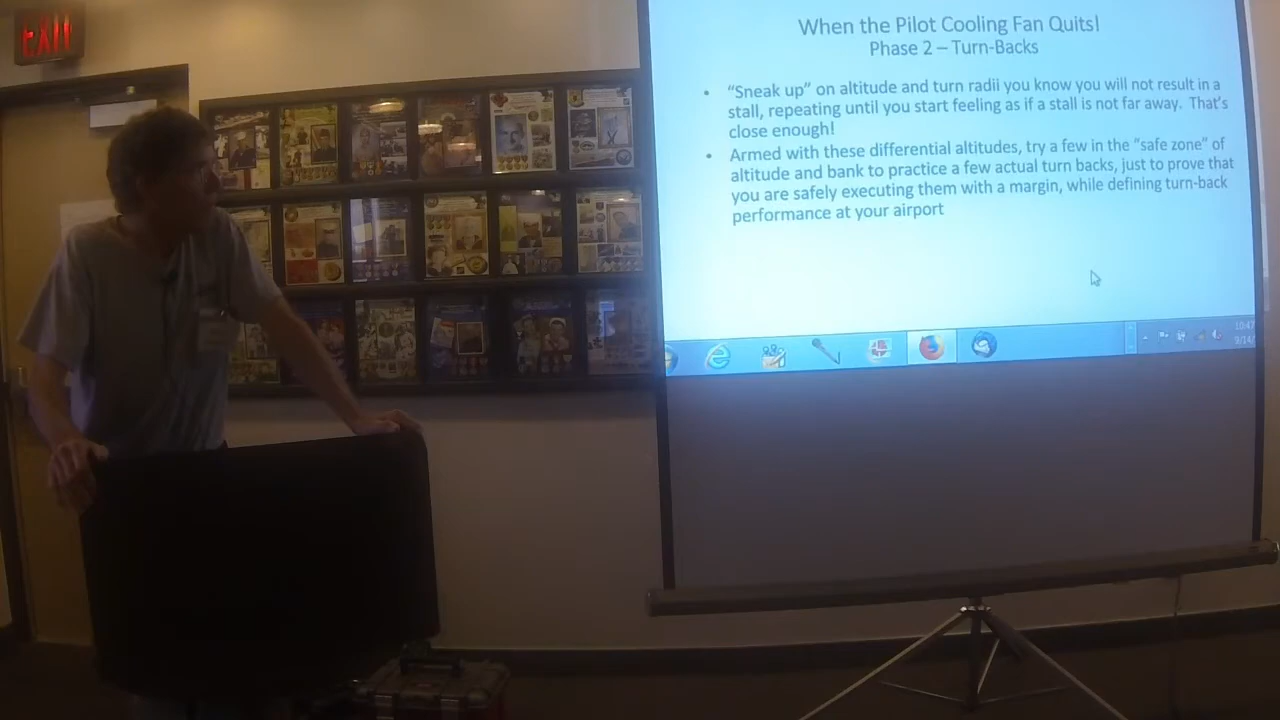 EXIT
When the Pilot Cooling Fan Quits!
Phase 2 – Turn-Backs
• "Sneak up" on altitude and turn radii you know you will not result in a
stall, repeating until you start feeling as if a stall is not far away. That's
close enough!
• Armed with these differential altitudes, try a few in the "safe zone" of
altitude and bank to practice a few actual turn backs, just to prove that
you are safely executing them with a margin, while defining turn-back
performance at your airport
10:47